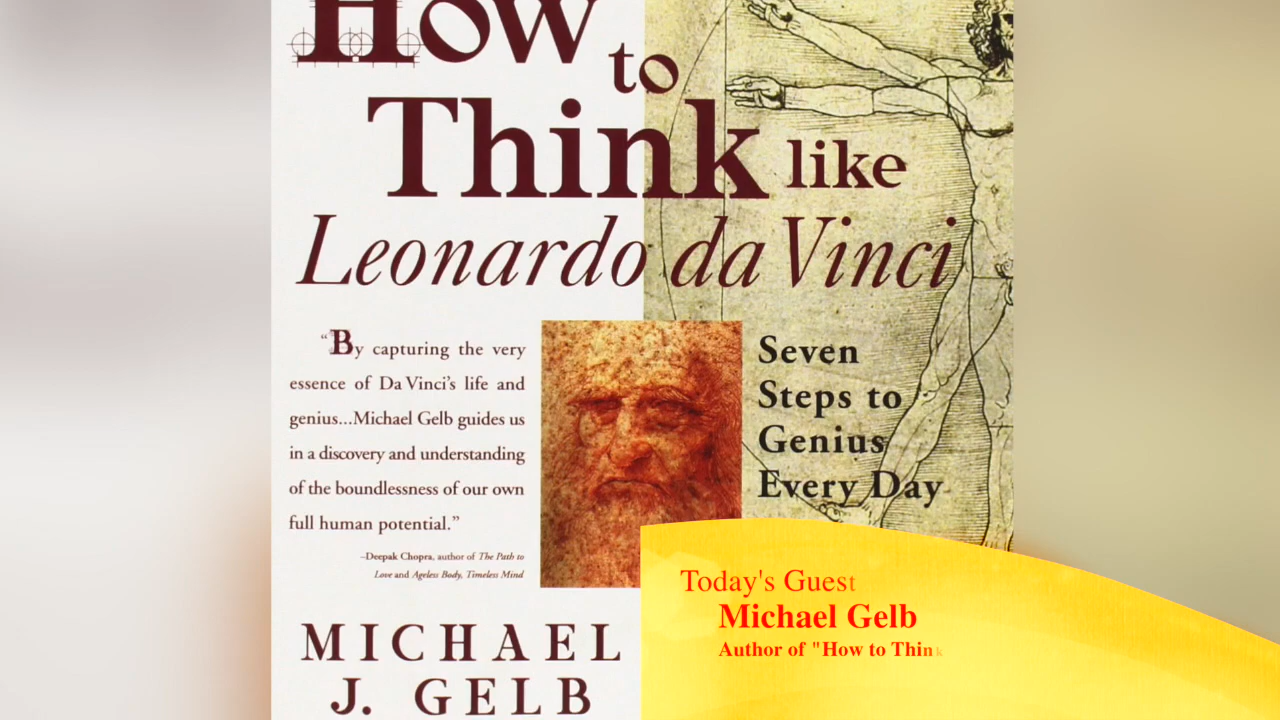 How
to
Think like
Leonardo da Vinci
“By capturing the very
essence of Da Vinci’s life and
genius...Michael Gelb guides us
in a discovery and understanding
of the boundlessness of our own
full human potential.”
–Deepak Chopra, author of The Path to
Love and Ageless Body, Timeless Mind
Seven
Steps to
Genius
Every Day
MICHAEL
J. GELB
Today's Guest
Michael Gelb
Author of "How to Think